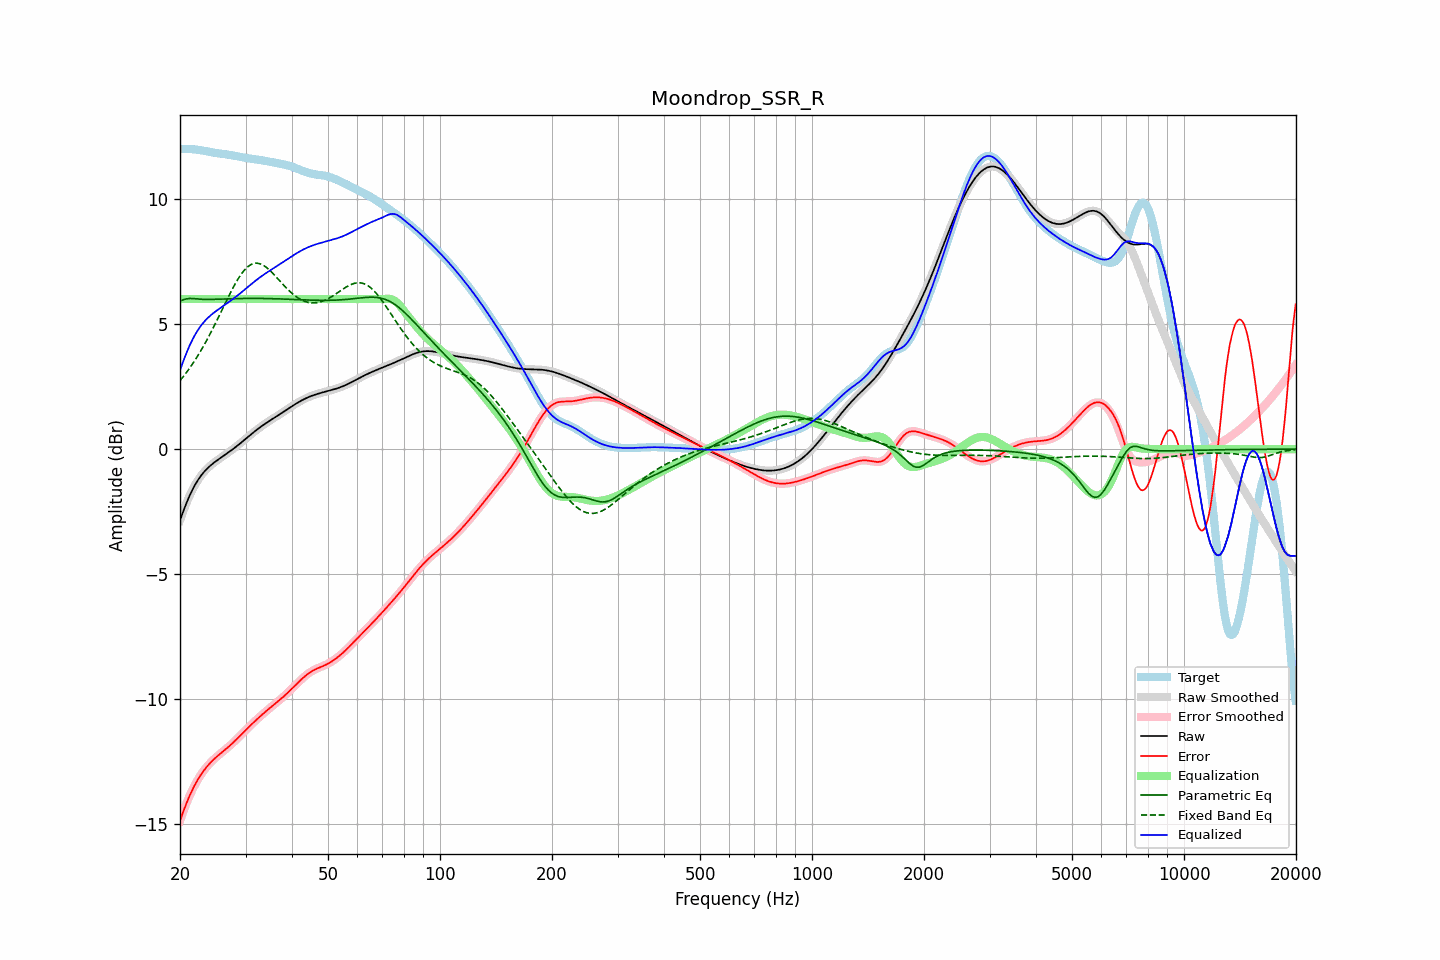 Moondrop_SSR_R
Amplitude (dBr)
10
5
0
−5
−10
−15
20
50
100
200
500
1000
2000
5000
10000
20000
Frequency (Hz)
Target
Raw Smoothed
Error Smoothed
Raw
Error
Equalization
Parametric Eq
Fixed Band Eq
Equalized